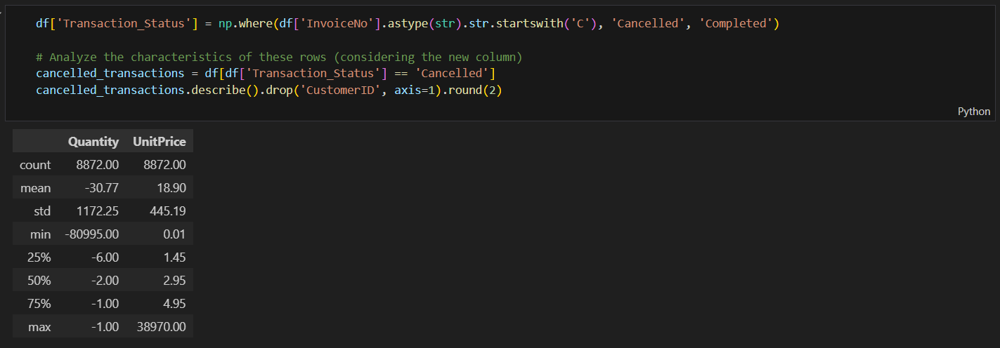 df['Transaction_Status'] = np.where(df['InvoiceNo'].astype(str).str.startswith('C'), 'Cancelled', 'Completed')
# Analyze the characteristics of these rows (considering the new column)
cancelled_transactions = df[df['Transaction_Status'] == 'Cancelled']
cancelled_transactions.describe().drop('CustomerID', axis=1).round(2)
Python
Quantity UnitPrice
count 8872.00 8872.00
mean -30.77 18.90
std 1172.25 445.19
min -80995.00 0.01
25% -6.00 1.45
50% -2.00 2.95
75% -1.00 4.95
max -1.00 38970.00